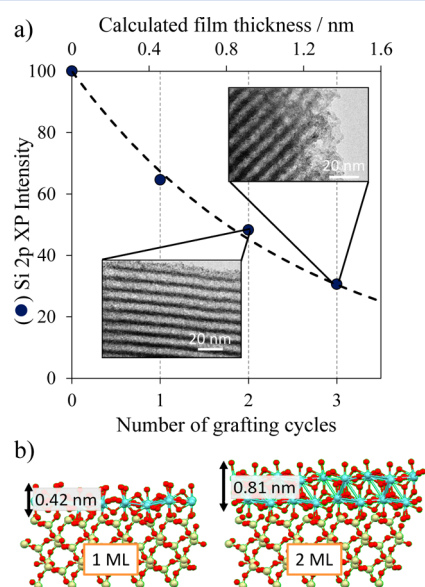 a)
Calculated film thickness / nm
0 0.4 0.8 1.2 1.6
100
80
60
40
20
0
(●) Si 2p XP Intensity
20 nm
20 nm
0 1 2 3
Number of grafting cycles
b)
0.42 nm
0.81 nm
1 ML
2 ML